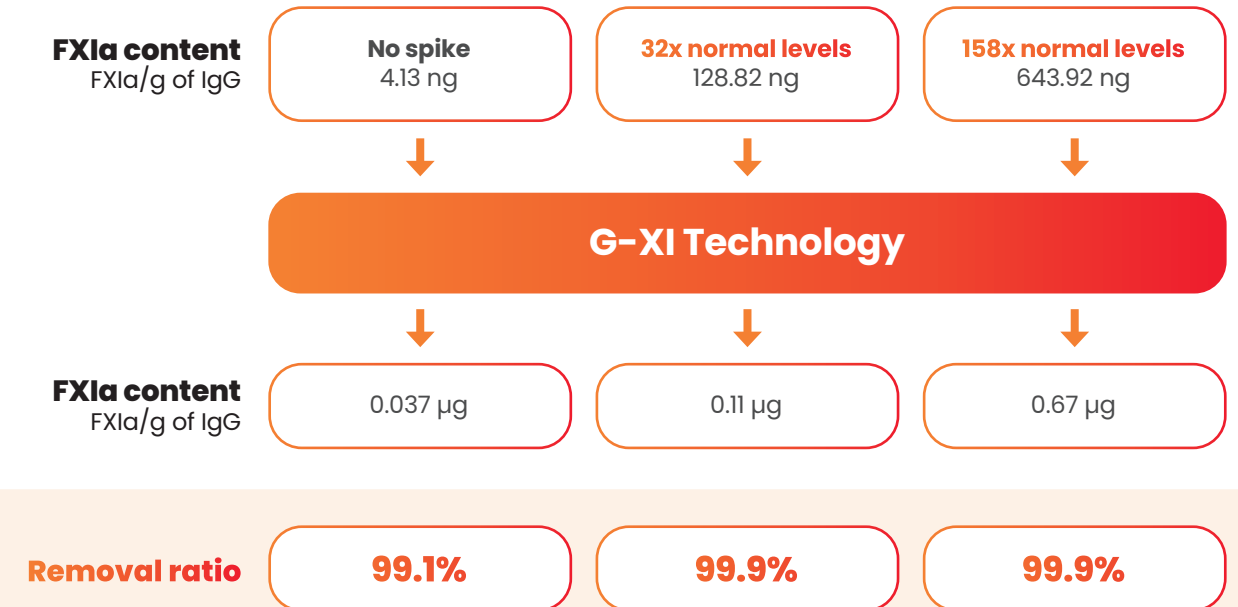 FXIa content
FXIa/g of IgG
No spike
4.13 ng
32x normal levels
128.82 ng
158x normal levels
643.92 ng
G-XI Technology
FXIa content
FXIa/g of IgG
0.037 µg
0.11 µg
0.67 µg
Removal ratio
99.1%
99.9%
99.9%